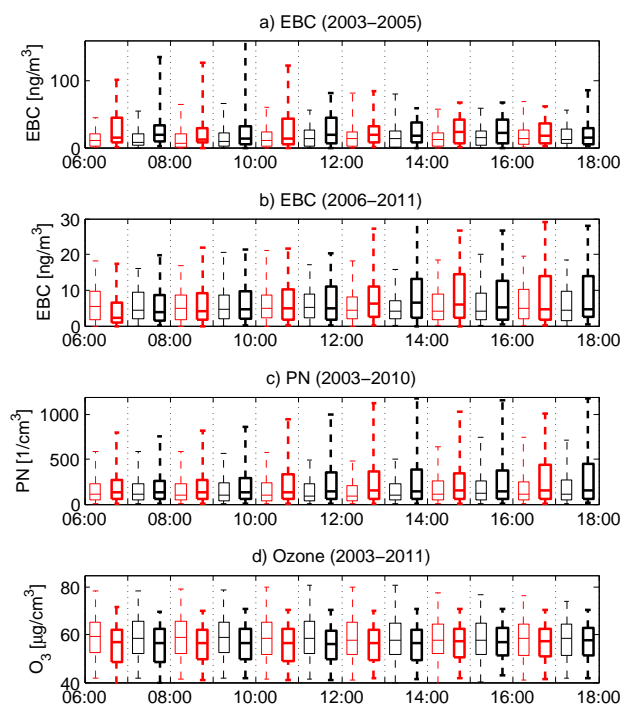 a) EBC (2003−2005)
EBC [ng/m³]
100
0
06:00 08:00 10:00 12:00 14:00 16:00 18:00
b) EBC (2006−2011)
EBC [ng/m³]
30
20
10
0
06:00 08:00 10:00 12:00 14:00 16:00 18:00
c) PN (2003−2010)
PN [1/cm³]
1000
500
0
06:00 08:00 10:00 12:00 14:00 16:00 18:00
d) Ozone (2003−2011)
O₃ [µg/cm³]
80
60
40
06:00 08:00 10:00 12:00 14:00 16:00 18:00